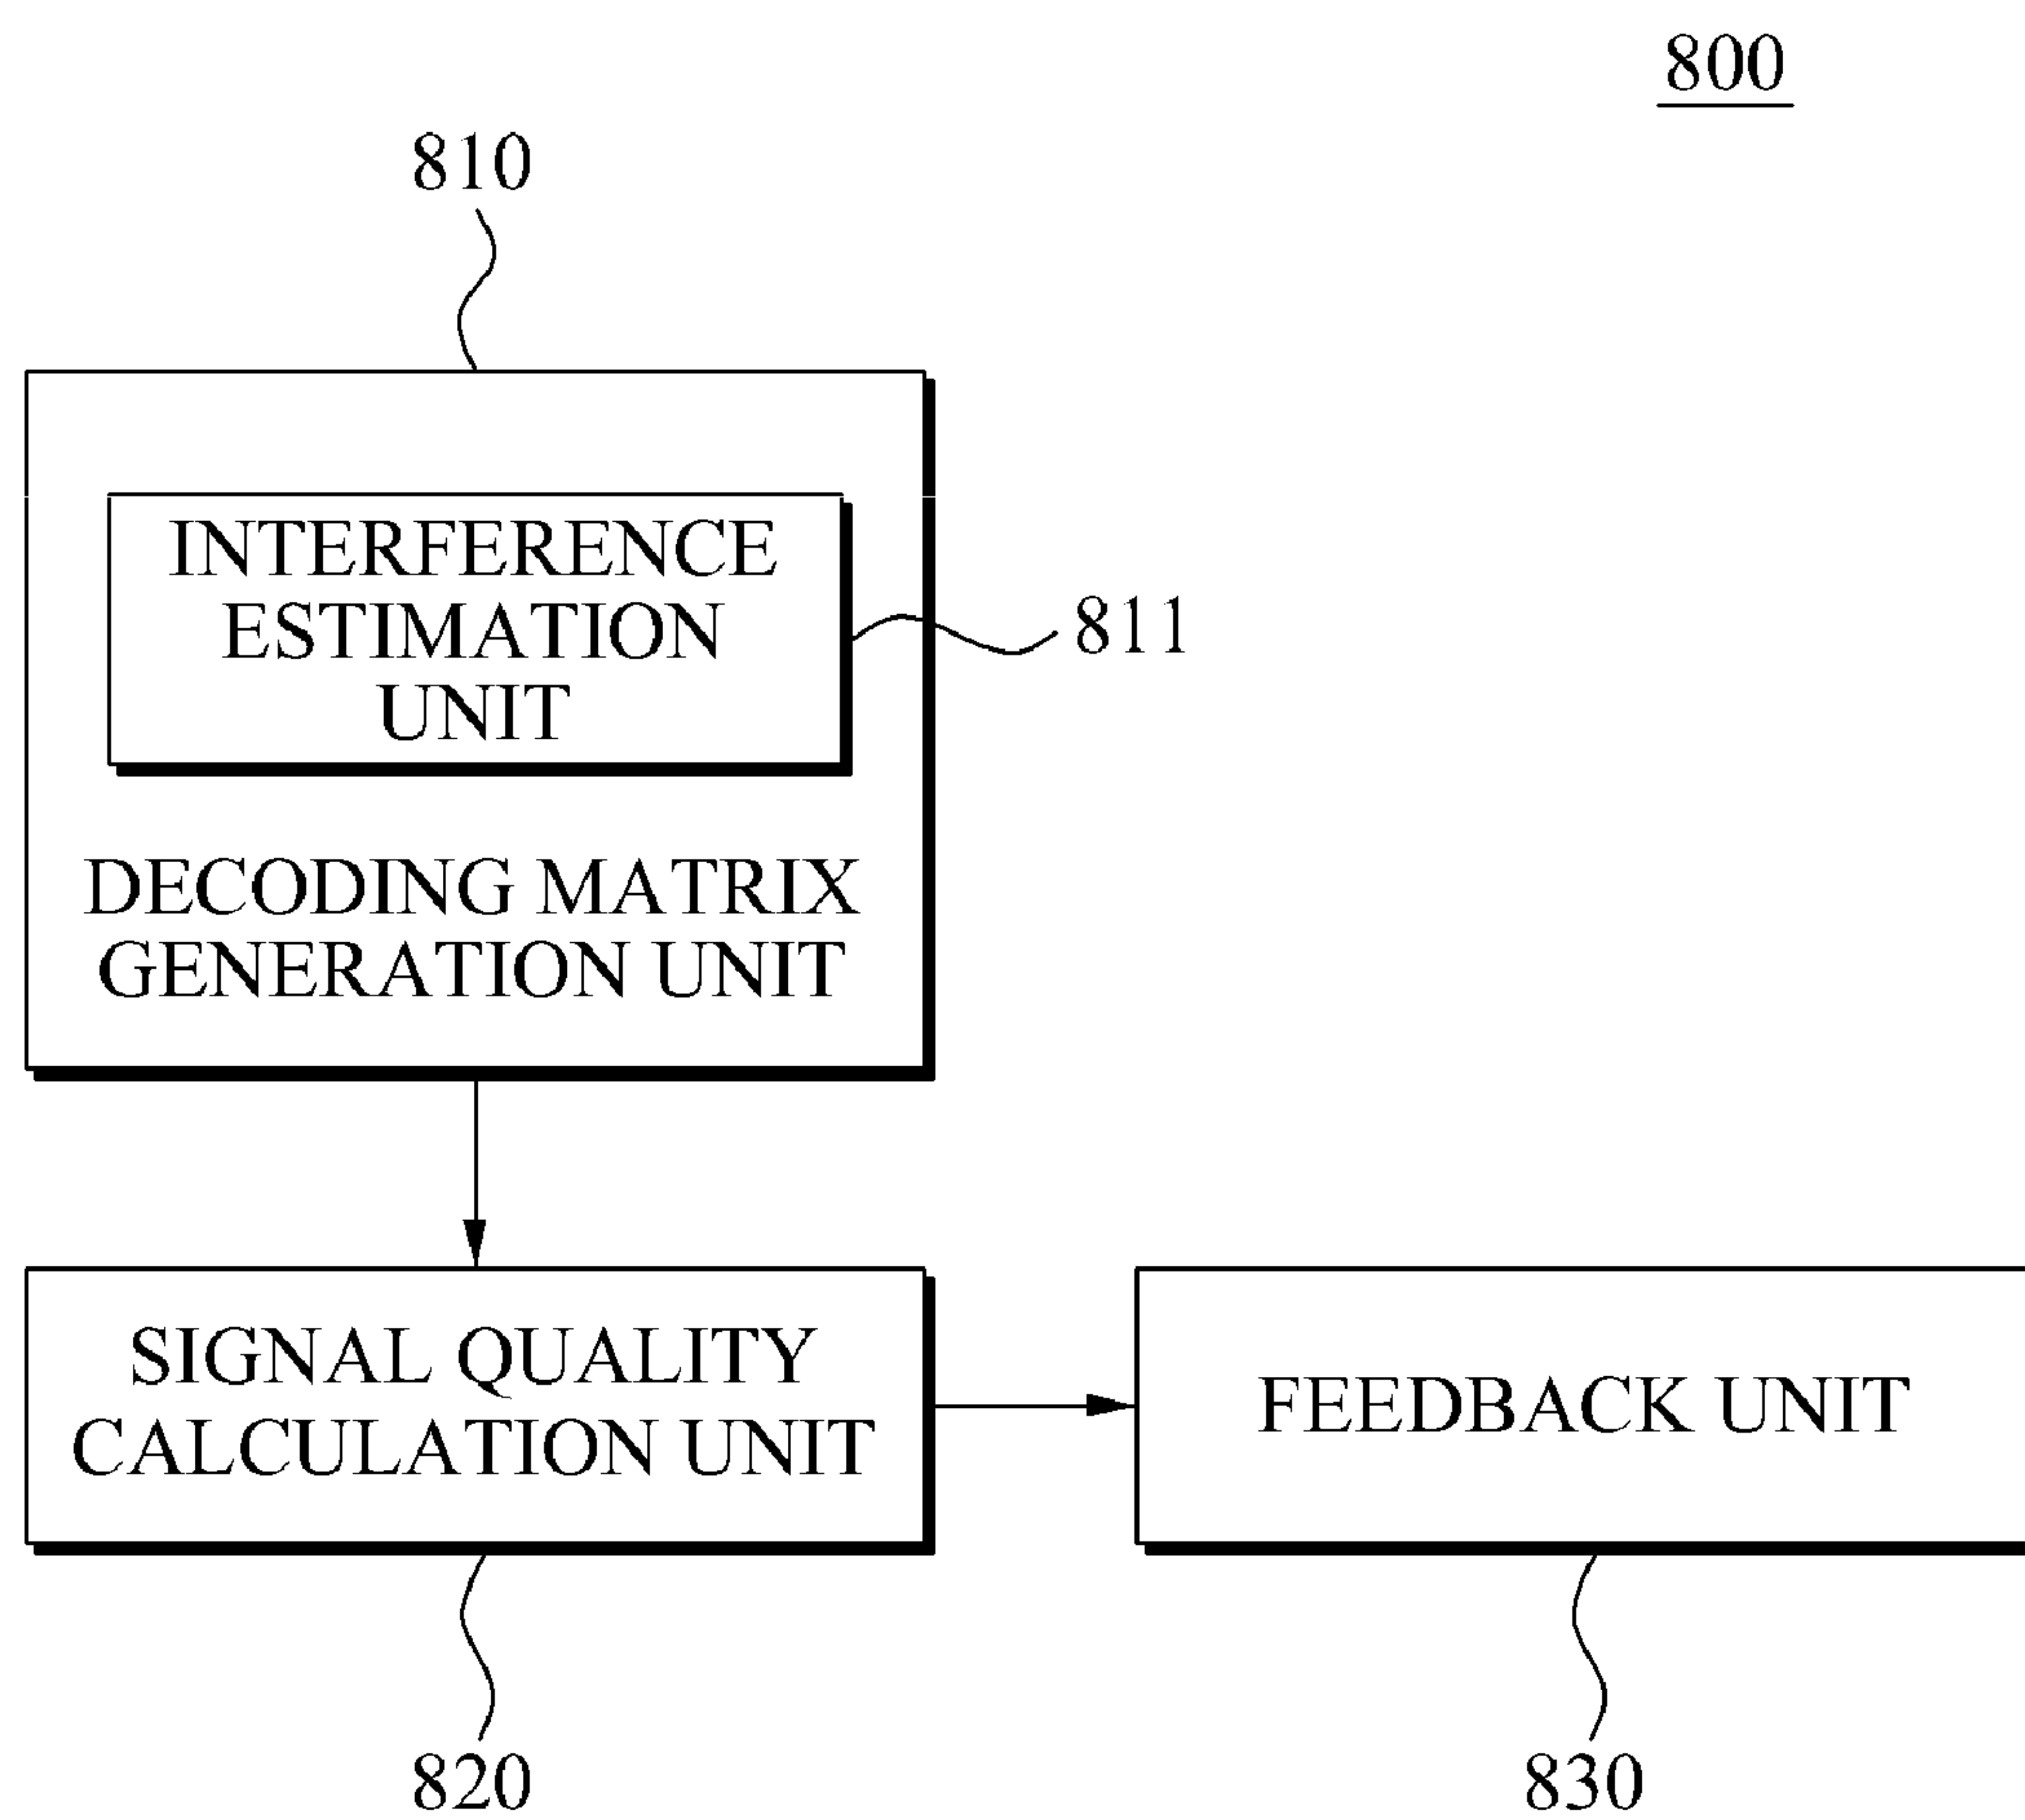 800
810
INTERFERENCE
ESTIMATION
UNIT
811
DECODING MATRIX
GENERATION UNIT
SIGNAL QUALITY
CALCULATION UNIT
FEEDBACK UNIT
820
830